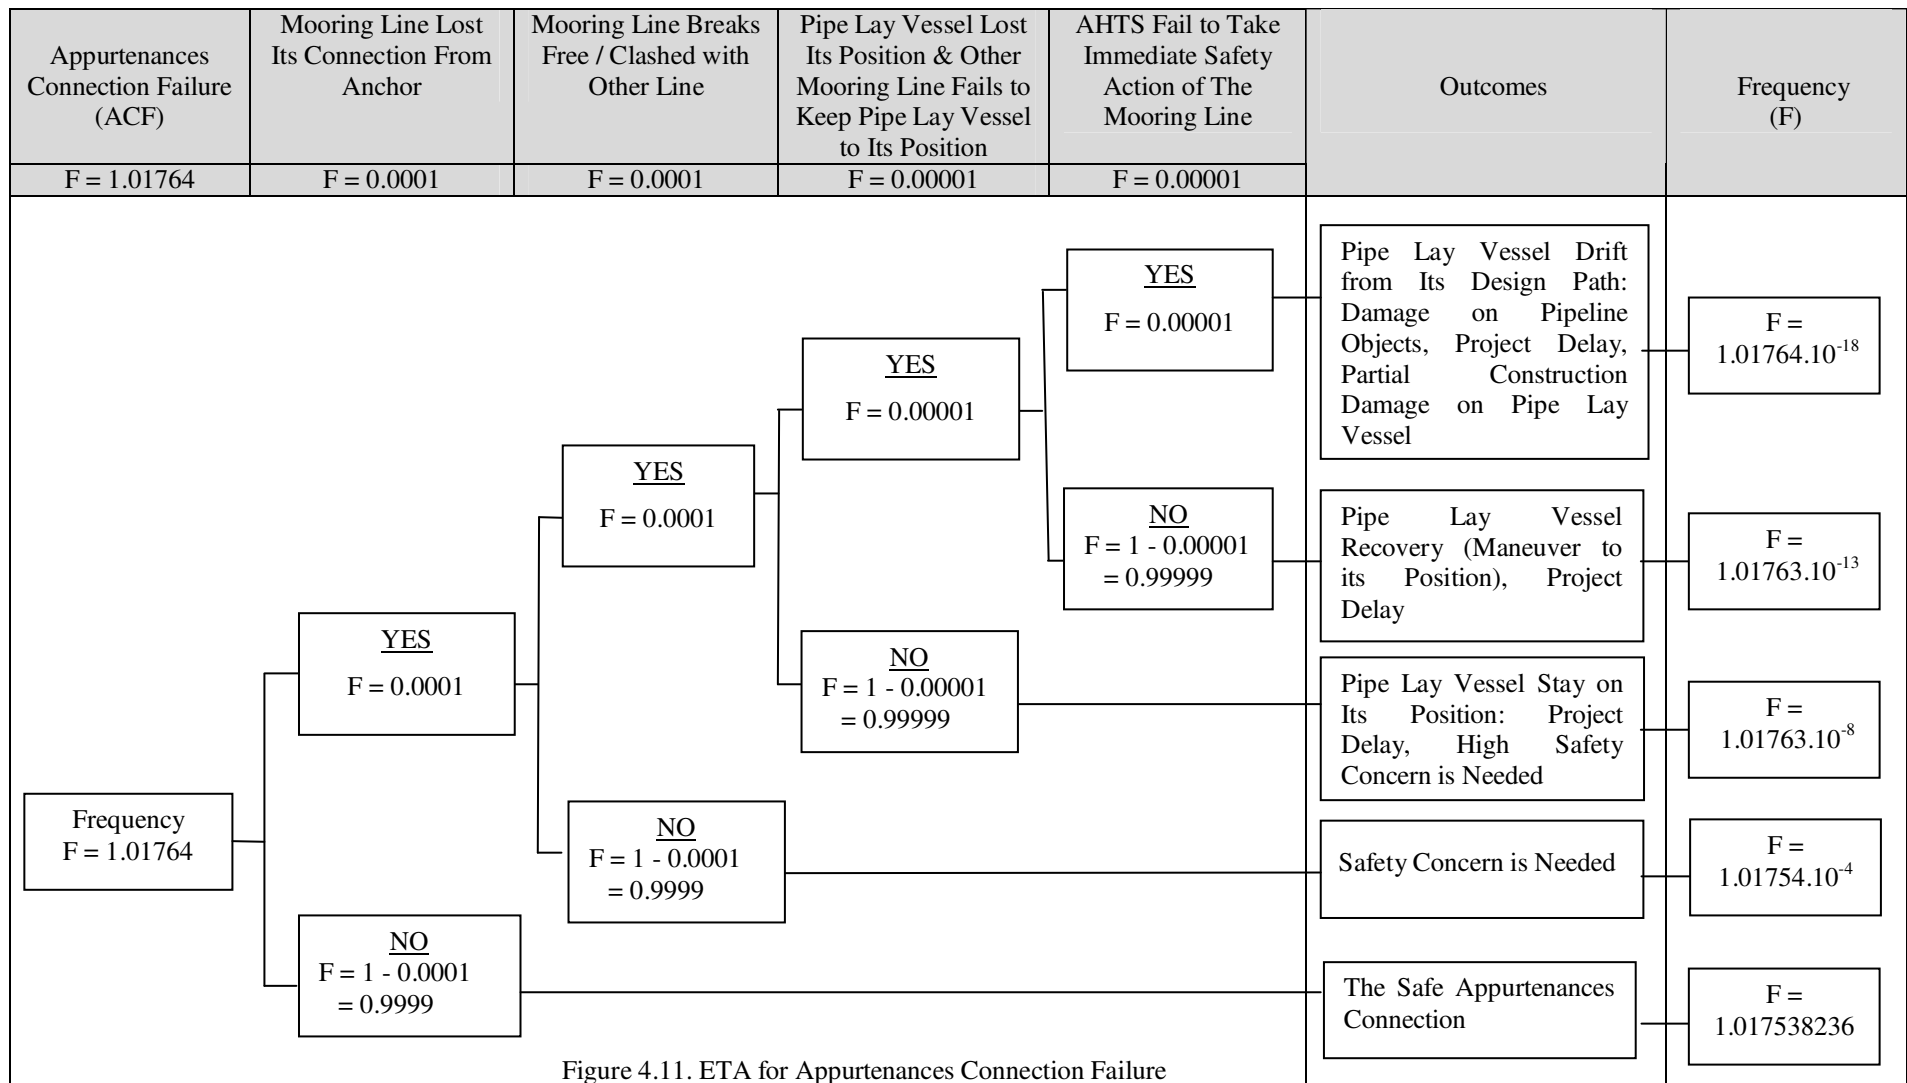 Appurtenances
Connection Failure
(ACF)
Mooring Line Lost
Its Connection From
Anchor
Mooring Line Breaks
Free / Clashed with
Other Line
Pipe Lay Vessel Lost
Its Position & Other
Mooring Line Fails to
Keep Pipe Lay Vessel
to Its Position
AHTS Fail to Take
Immediate Safety
Action of The
Mooring Line
Outcomes
Frequency
(F)
F = 1.01764
F = 0.0001
F = 0.0001
F = 0.00001
F = 0.00001
YES
F = 0.00001
Pipe Lay Vessel Drift
from Its Design Path:
Damage on Pipeline
Objects, Project Delay,
Partial Construction
Damage on Pipe Lay
Vessel
F =
1.01764.10⁻¹⁸
YES
F = 0.00001
YES
F = 0.0001
NO
F = 1 - 0.00001
= 0.99999
Pipe Lay Vessel
Recovery (Maneuver to
its Position), Project
Delay
F =
1.01763.10⁻¹³
YES
F = 0.0001
NO
F = 1 - 0.00001
= 0.99999
Pipe Lay Vessel Stay on
Its Position: Project
Delay, High Safety
Concern is Needed
F =
1.01763.10⁻⁸
Frequency
F = 1.01764
NO
F = 1 - 0.0001
= 0.9999
Safety Concern is Needed
F =
1.01754.10⁻⁴
NO
F = 1 - 0.0001
= 0.9999
The Safe Appurtenances
Connection
F =
1.017538236
Figure 4.11. ETA for Appurtenances Connection Failure